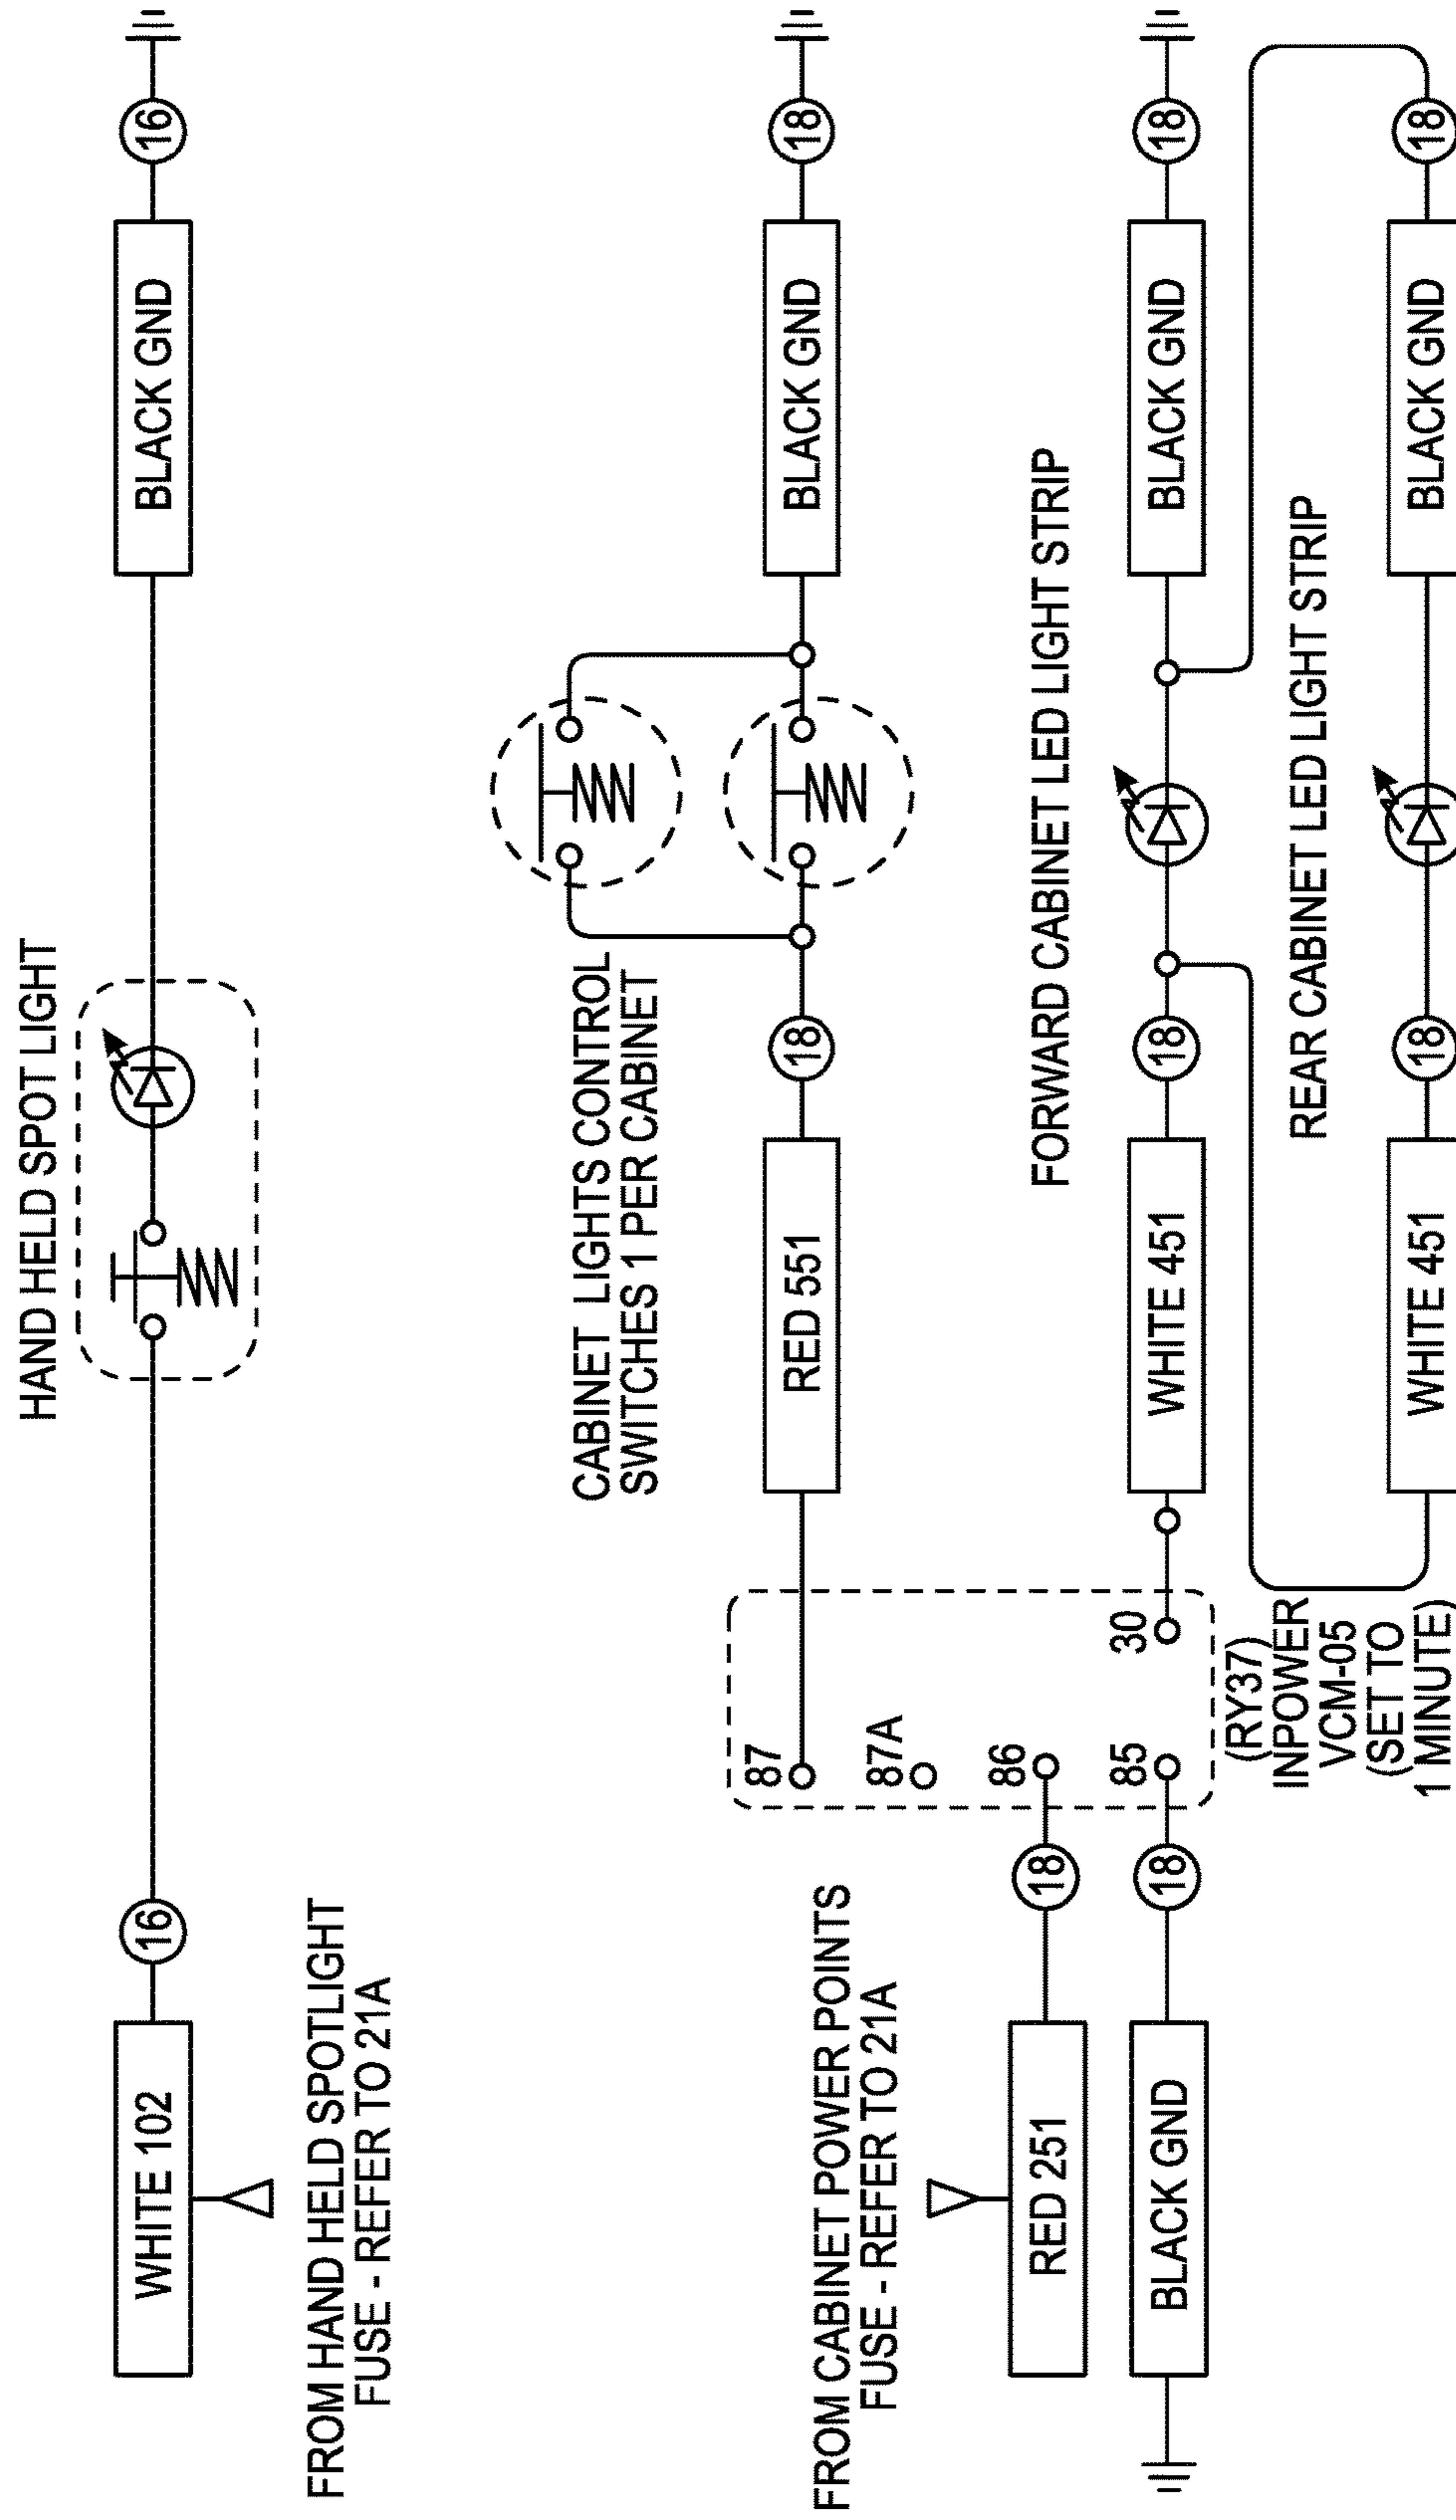 HAND HELD SPOT LIGHT
WHITE 102
16
BLACK GND
16
FROM HAND HELD SPOTLIGHT
FUSE - REFER TO 21A
CABINET LIGHTS CONTROL
SWITCHES 1 PER CABINET
87
RED 551
18
BLACK GND
18
87A
FROM CABINET POWER POINTS
FUSE - REFER TO 21A
RED 251
18
86
FORWARD CABINET LED LIGHT STRIP
BLACK GND
18
85
30
WHITE 451
18
BLACK GND
18
(RY37)
INPOWER
VCM-05
(SET TO
1 MINUTE)
REAR CABINET LED LIGHT STRIP
WHITE 451
18
BLACK GND
18